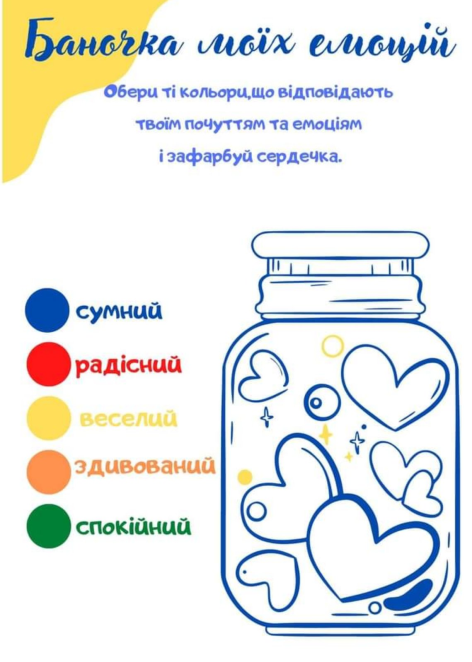 Баночка моїх емоцій
Обери ті кольори,що відповідають
твоїм почуттям та емоціям
і зафарбуй сердечка.
сумний
радісний
веселий
здивований
спокійний